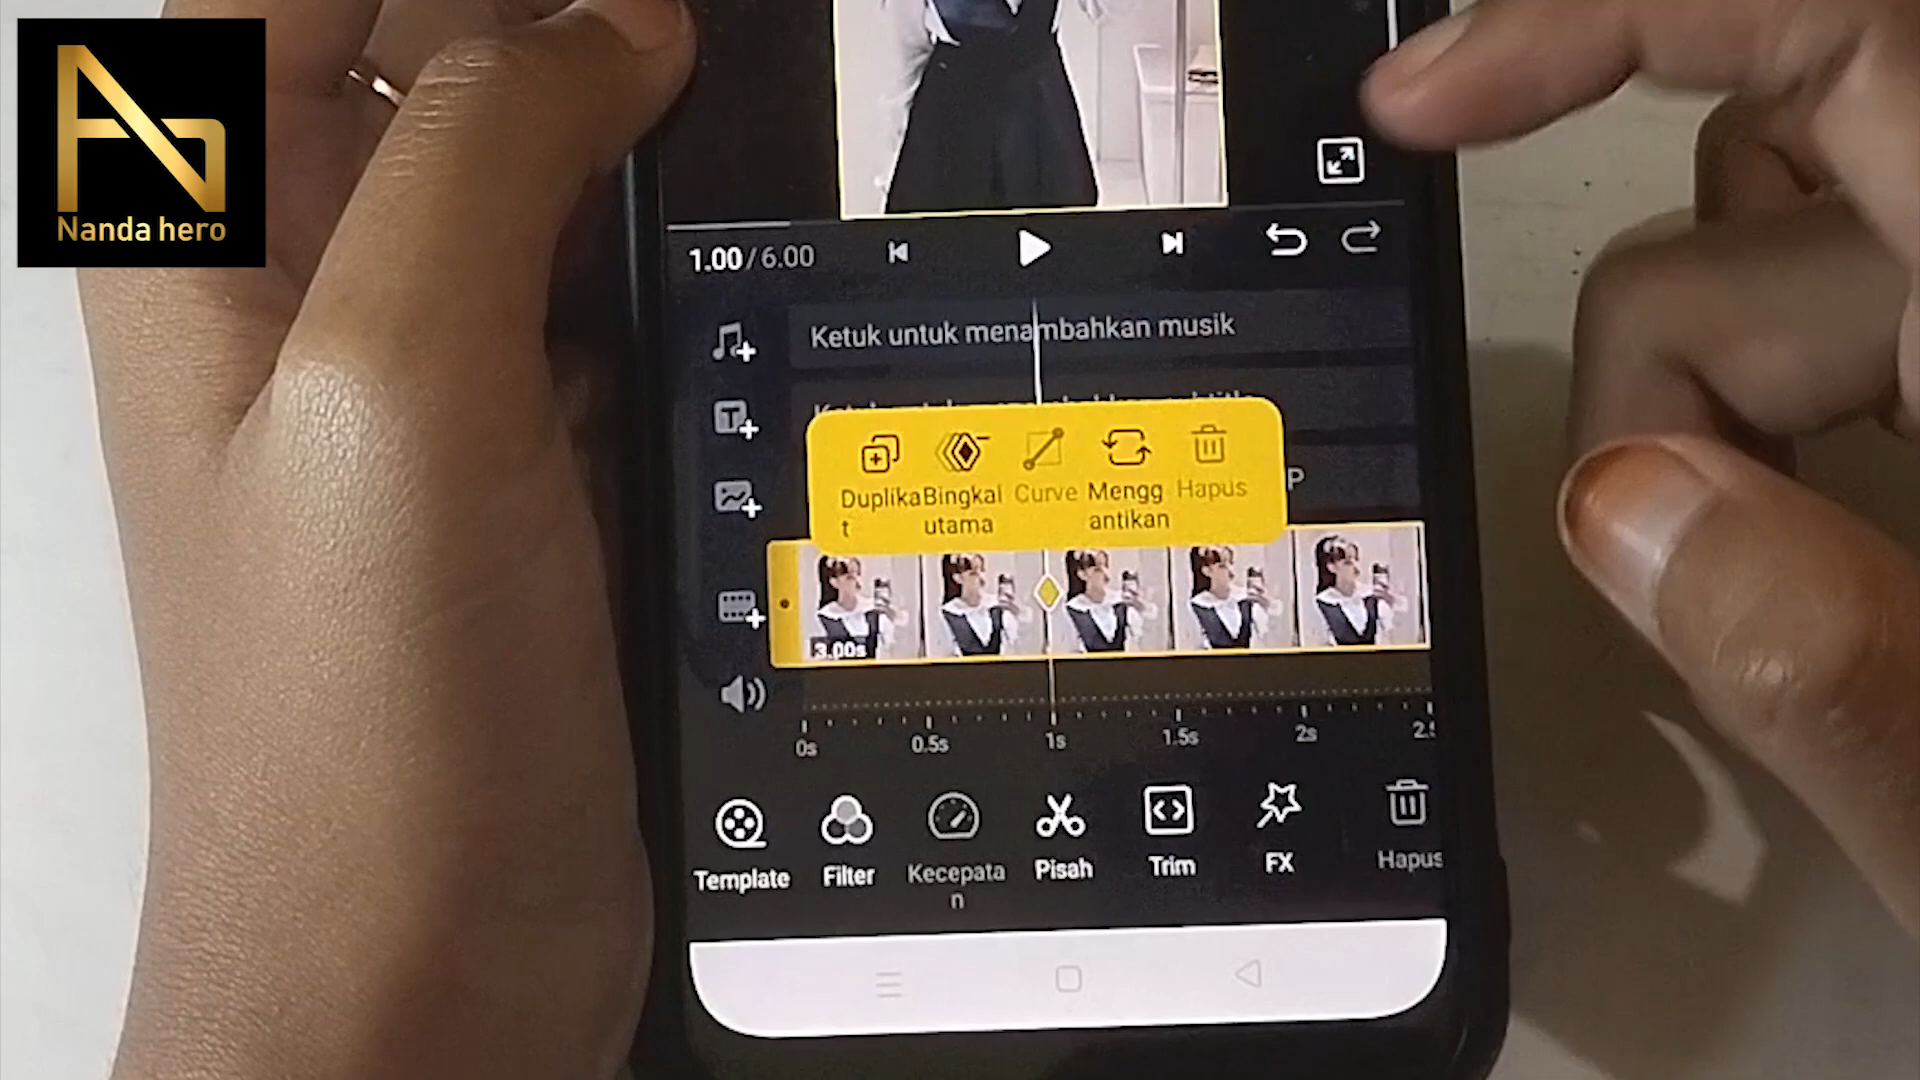 Nanda hero
1.00/6.00
Ketuk untuk menambahkan musik
Duplika
t
Bingkai
utama
Curve
Mengg
antikan
Hapus
P
3.00s
0s
0.5s
1s
1.5s
2s
Template
Filter
Kecepata
n
Pisah
Trim
FX
Hapus